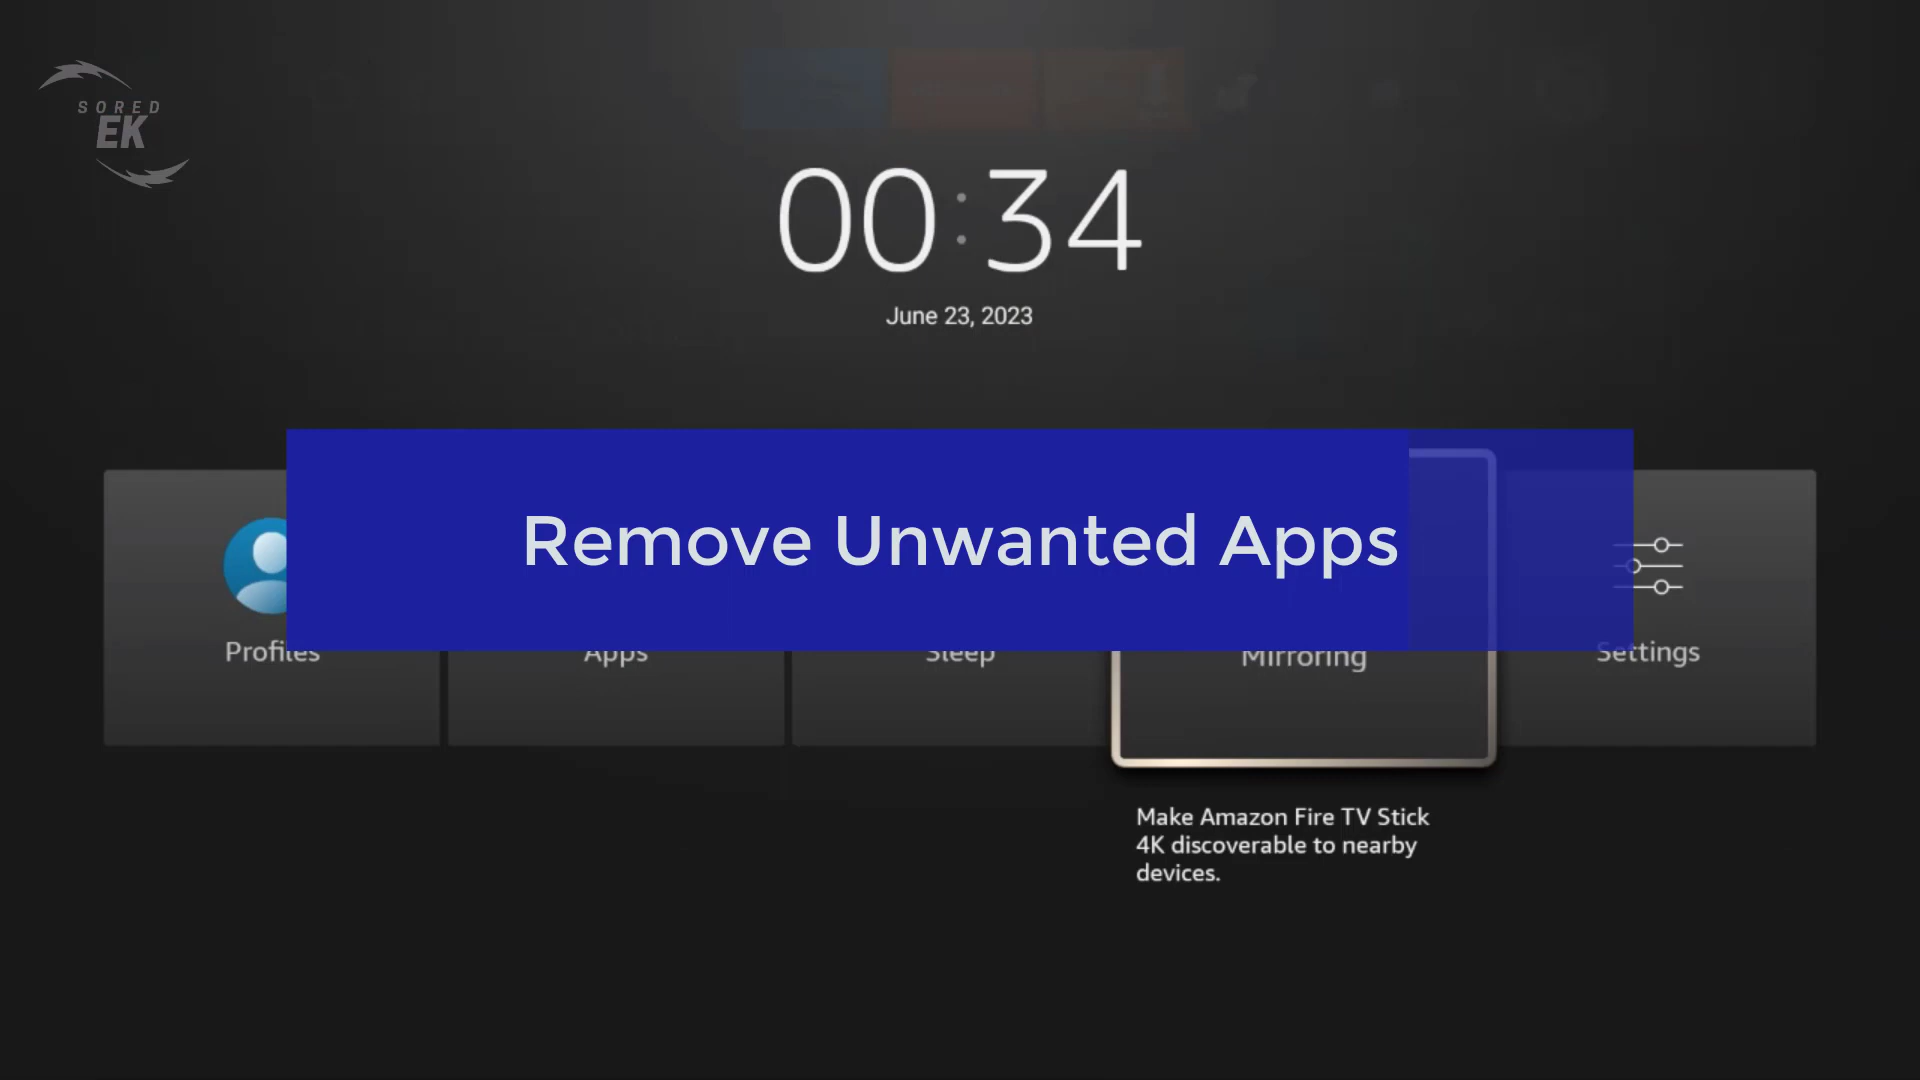 SORED
EK
00:34
June 23, 2023
Remove Unwanted Apps
Profiles
Apps
Sleep
Mirroring
Settings
Make Amazon Fire TV Stick
4K discoverable to nearby
devices.